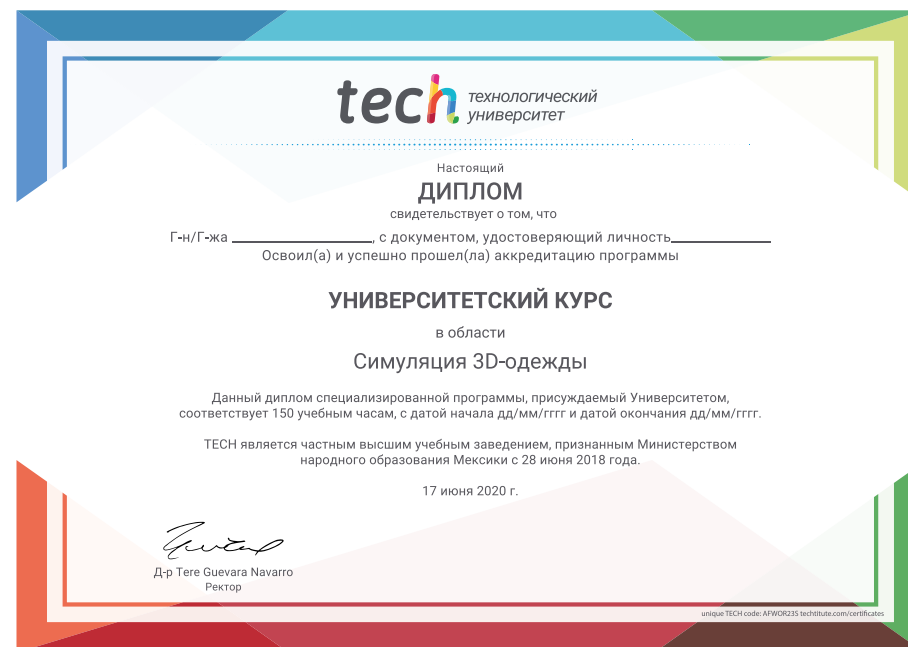 tech технологический
университет
Настоящий
ДИПЛОМ
свидетельствует о том, что
Г-н/Г-жа ____________________, с документом, удостоверяющий личность______________
Освоил(а) и успешно прошел(ла) аккредитацию программы
УНИВЕРСИТЕТСКИЙ КУРС
в области
Симуляция 3D-одежды
Данный диплом специализированной программы, присуждаемый Университетом,
соответствует 150 учебным часам, с датой начала дд/мм/гггг и датой окончания дд/мм/гггг.
TECH является частным высшим учебным заведением, признанным Министерством
народного образования Мексики с 28 июня 2018 года.
17 июня 2020 г.
Д-р Tere Guevara Navarro
Ректор
unique TECH code: AFWOR23S techtitute.com/certificates